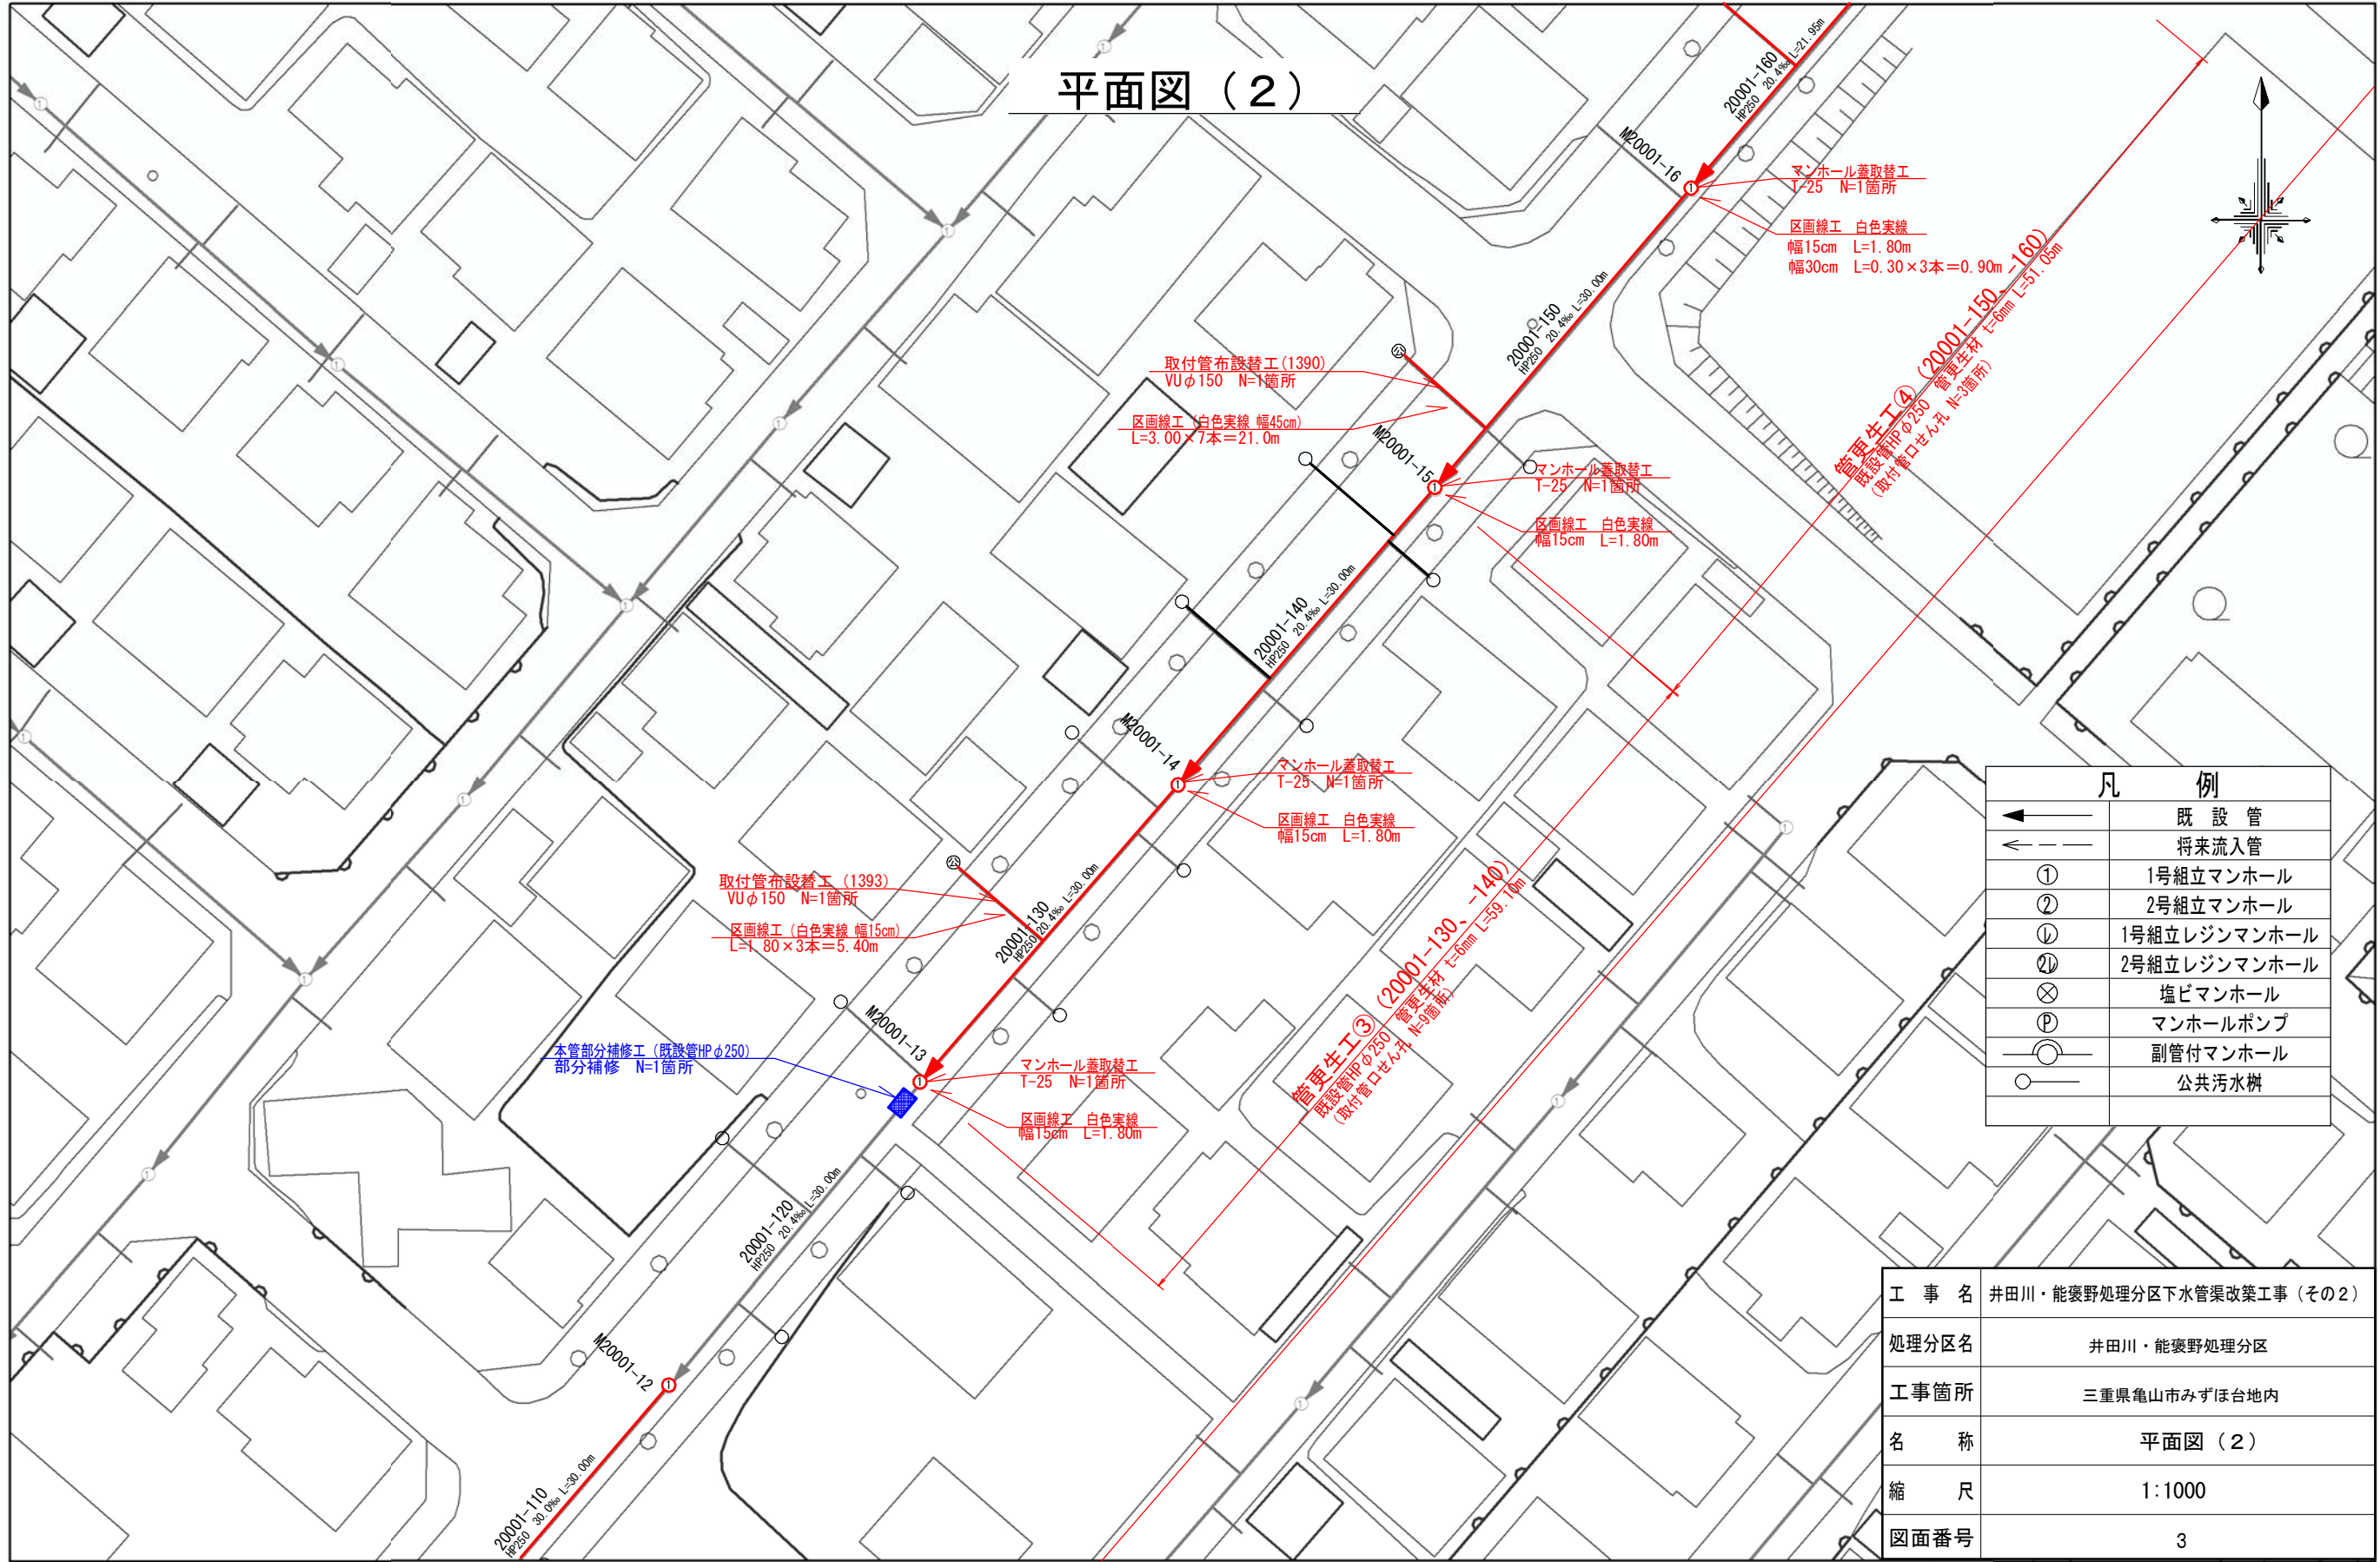 平面図（２）
20001-160
HP250 20.4‰ L=21.95m
M20001-16
マンホール蓋取替工
T-25 N=1箇所
区画線工 白色実線
幅15cm L=1.80m
幅30cm L=0.30×3本=0.90m
管更生工④（20001-150、-160）
既設管HPφ250 管更生材 t=6mm L=51.05m
（取付管口せん孔 N=3箇所）
20001-150
HP250 20.4‰ L=30.00m
取付管布設替工(1390)
VUφ150 N=1箇所
区画線工（白色実線 幅45cm）
L=3.00×7本=21.0m
M20001-15
マンホール蓋取替工
T-25 N=1箇所
区画線工 白色実線
幅15cm L=1.80m
20001-140
HP250 20.4‰ L=30.00m
M20001-14
マンホール蓋取替工
T-25 N=1箇所
区画線工 白色実線
幅15cm L=1.80m
取付管布設替工（1393）
VUφ150 N=1箇所
区画線工（白色実線 幅15cm）
L=1.80×3本=5.40m
20001-130
HP250 20.4‰ L=30.00m
管更生工③（20001-130、-140）
既設管HPφ250 管更生材 t=6mm L=59.10m
（取付管口せん孔 N=9箇所）
M20001-13
本管部分補修工（既設管HPφ250）
部分補修 N=1箇所
マンホール蓋取替工
T-25 N=1箇所
区画線工 白色実線
幅15cm L=1.80m
20001-120
HP250 20.4‰ L=30.00m
M20001-12
20001-110
HP250 30.0‰ L=30.00m
凡 例
既 設 管
将来流入管
① 1号組立マンホール
② 2号組立マンホール
1号組立レジンマンホール
2号組立レジンマンホール
塩ビマンホール
Ⓟ マンホールポンプ
副管付マンホール
公共汚水桝
工 事 名 井田川・能褒野処理分区下水管渠改築工事（その２）
処理分区名 井田川・能褒野処理分区
工事箇所 三重県亀山市みずほ台地内
名 称 平面図（２）
縮 尺 1:1000
図面番号 3